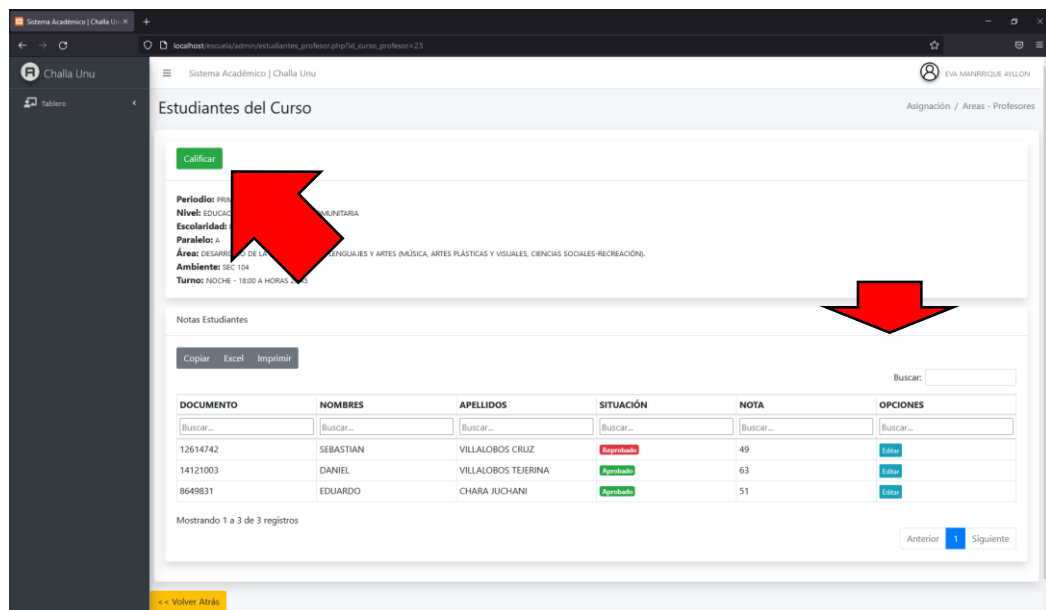 Sistema Académico | Challa Un
localhost/escuela/admin/estudiantes_profesor.php?id_curso_profesor=23
Challa Unu
Sistema Académico | Challa Unu
EVA MANRRIQUE AYLLON
Tablero
Estudiantes del Curso
Asignación / Areas - Profesores
Calificar
Periodio:
Nivel: EDUCAC MUNITARIA
Escolaridad:
Paralelo: A
Área: DESARR DE LA LENGUAJES Y ARTES (MÚSICA, ARTES PLÁSTICAS Y VISUALES, CIENCIAS SOCIALES-RECREACIÓN).
Ambiente: SEC 104
Turno: NOCHE - 18:00 A HORAS
Notas Estudiantes
Copiar Excel Imprimir
Buscar:
DOCUMENTO NOMBRES APELLIDOS SITUACIÓN NOTA OPCIONES
Buscar... Buscar... Buscar... Buscar... Buscar... Buscar...
12614742 SEBASTIAN VILLALOBOS CRUZ Reprobado 49 Editar
14121003 DANIEL VILLALOBOS TEJERINA Aprobado 63 Editar
8649831 EDUARDO CHARA JUCHANI Aprobado 51 Editar
Mostrando 1 a 3 de 3 registros
Anterior 1 Siguiente
<< Volver Atrás